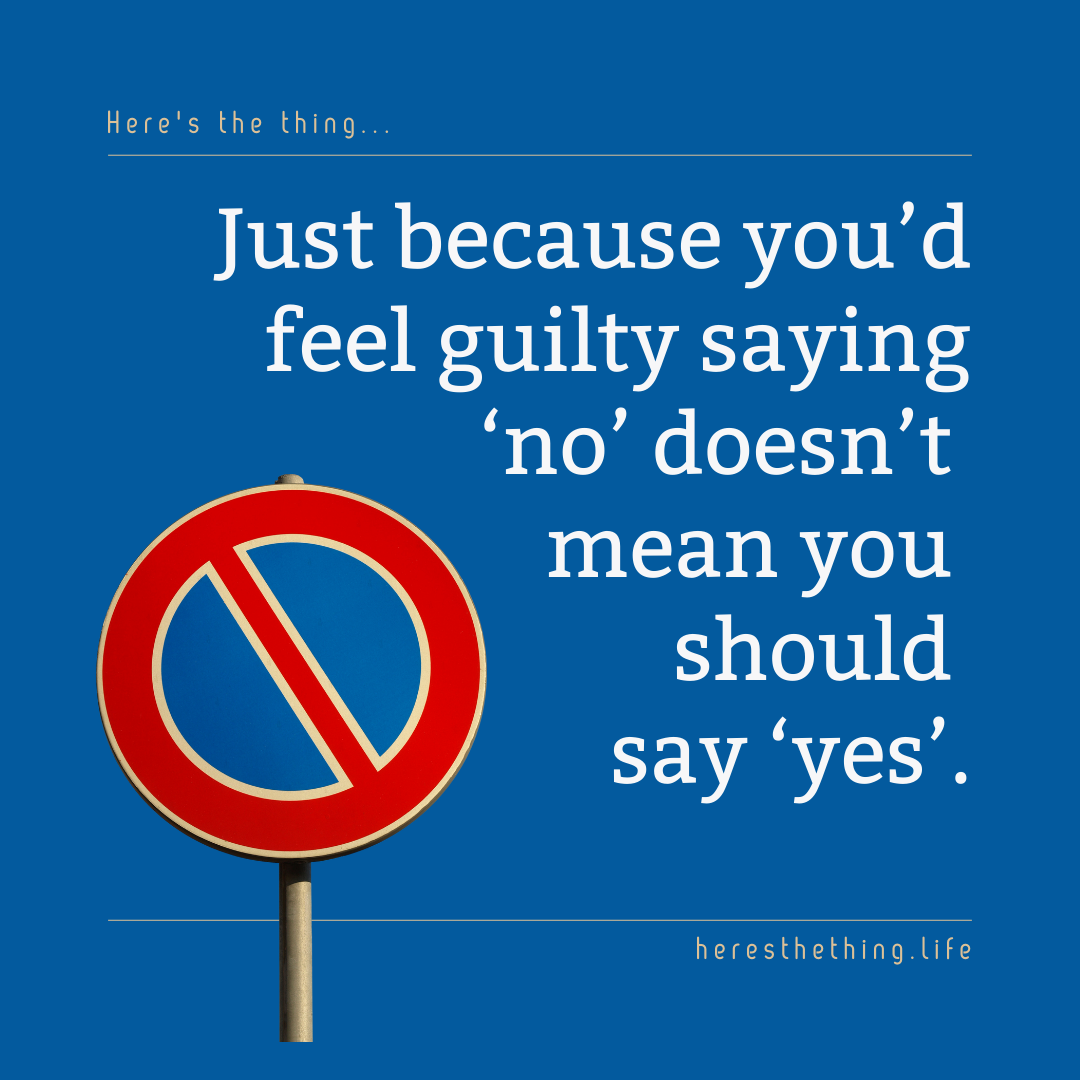 Here's the thing...
Just because you’d
feel guilty saying
‘no’ doesn’t
mean you
should
say ‘yes’.
heresthething.life